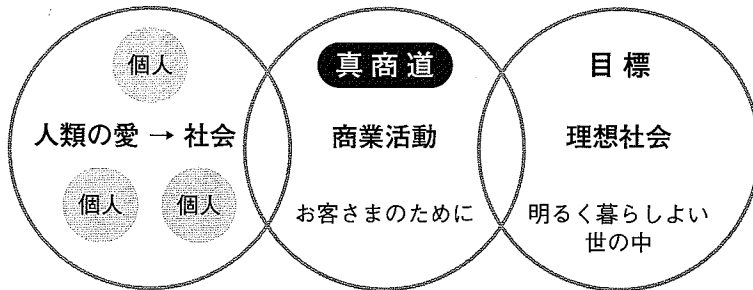 個人
人類の愛 → 社会
個人
個人
真商道
商業活動
お客さまのために
目標
理想社会
明るく暮らしよい
世の中